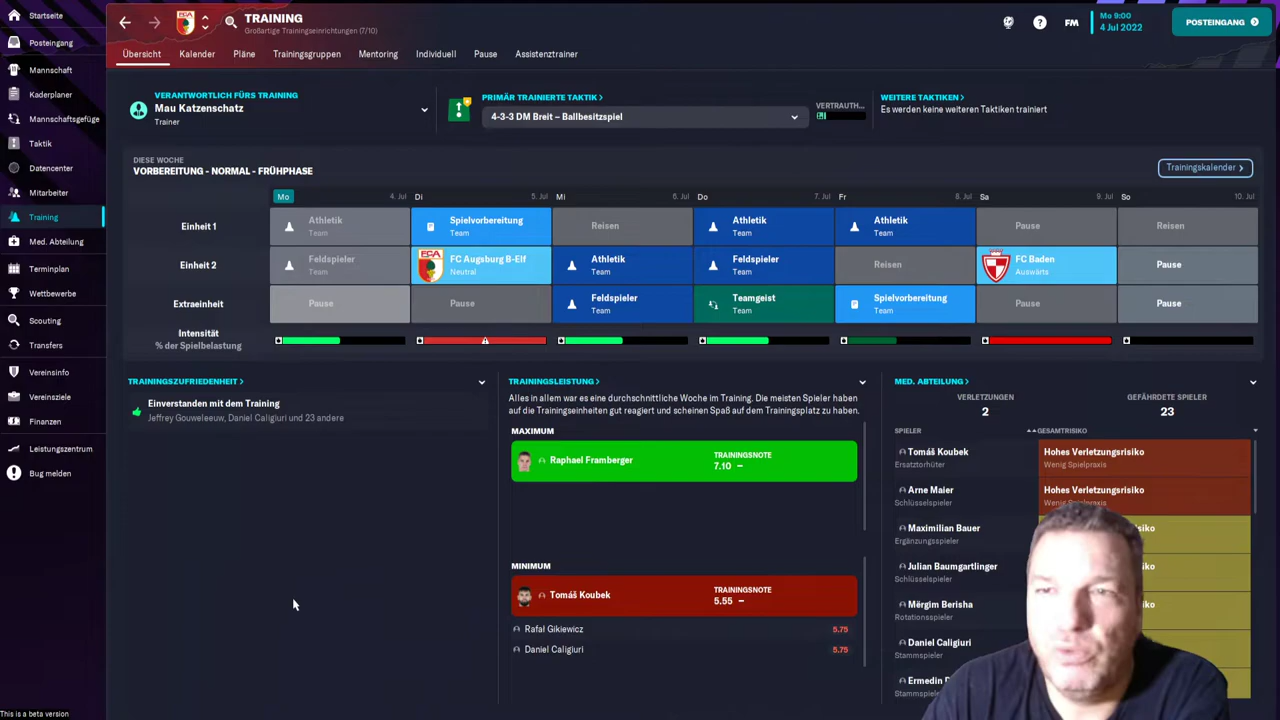 Startseite
Posteingang
Mannschaft
Kaderplaner
Mannschaftsgefüge
Taktik
Datencenter
Mitarbeiter
Training
Med. Abteilung
Terminplan
Wettbewerbe
Scouting
Transfers
Vereinsinfo
Vereinsziele
Finanzen
Leistungszentrum
Bug melden
This is a beta version
TRAINING
Großartige Trainingseinrichtungen (7/10)
FM
Mo 9:00
4 Jul 2022
POSTEINGANG
Übersicht Kalender Pläne Trainingsgruppen Mentoring Individuell Pause Assistenztrainer
VERANTWORTLICH FÜRS TRAINING
Mau Katzenschatz
Trainer
PRIMÄR TRAINIERTE TAKTIK
4-3-3 DM Breit – Ballbesitzspiel
VERTRAUTH...
WEITERE TAKTIKEN
Es werden keine weiteren Taktiken trainiert
DIESE WOCHE
VORBEREITUNG - NORMAL - FRÜHPHASE
Trainingskalender
Mo 4. Jul Di 5. Jul Mi 6. Jul Do 7. Jul Fr 8. Jul Sa 9. Jul So 10. Jul
Einheit 1
Athletik
Team
Spielvorbereitung
Team
Reisen
Athletik
Team
Athletik
Team
Pause
Reisen
Einheit 2
Feldspieler
Team
FC Augsburg B-Elf
Neutral
Athletik
Team
Feldspieler
Team
Reisen
FC Baden
Auswärts
Pause
Extraeinheit
Pause
Pause
Feldspieler
Team
Teamgeist
Team
Spielvorbereitung
Team
Pause
Pause
Intensität
% der Spielbelastung
TRAININGSZUFRIEDENHEIT
Einverstanden mit dem Training
Jeffrey Gouweleeuw, Daniel Caligiuri und 23 andere
TRAININGSLEISTUNG
Alles in allem war es eine durchschnittliche Woche im Training. Die meisten Spieler
haben auf die Trainingseinheiten gut reagiert und scheinen Spaß auf dem Trainingsplatz zu haben.
MAXIMUM
Raphael Framberger
TRAININGSNOTE
7.10 –
MINIMUM
Tomáš Koubek
TRAININGSNOTE
5.55 –
Rafal Gikiewicz 5.75
Daniel Caligiuri 5.75
MED. ABTEILUNG
VERLETZUNGEN
2
GEFÄHRDETE SPIELER
23
SPIELER GESAMTRISIKO
Tomáš Koubek
Ersatztorhüter
Hohes Verletzungsrisiko
Wenig Spielpraxis
Arne Maier
Schlüsselspieler
Hohes Verletzungsrisiko
Wenig Spielpraxis
Maximilian Bauer
Ergänzungsspieler
Julian Baumgartlinger
Schlüsselspieler
Mërgim Berisha
Rotationsspieler
Daniel Caligiuri
Stammspieler
Ermedin
Stammspieler